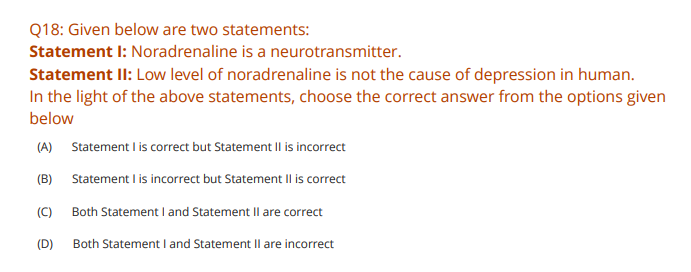 Q18: Given below are two statements:
Statement I: Noradrenaline is a neurotransmitter.
Statement II: Low level of noradrenaline is not the cause of depression in human.
In the light of the above statements, choose the correct answer from the options given
below
(A) Statement I is correct but Statement II is incorrect
(B) Statement I is incorrect but Statement II is correct
(C) Both Statement I and Statement II are correct
(D) Both Statement I and Statement II are incorrect